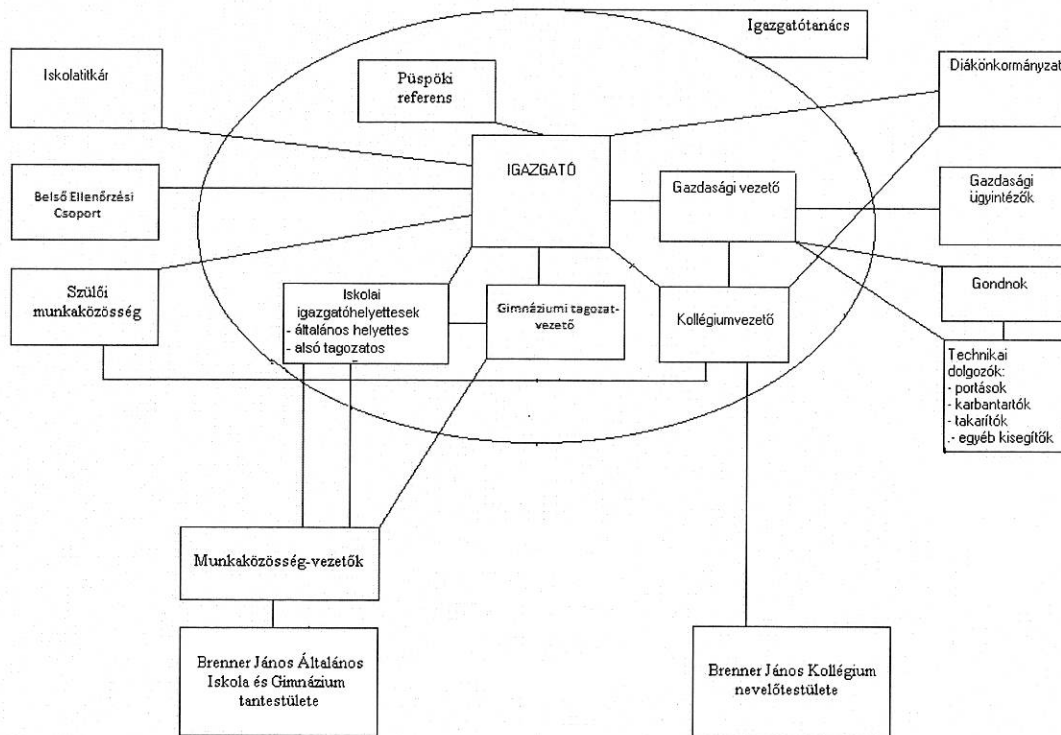 Igazgatótanács
Iskolatitkár
Püspöki
referens
Diákönkormányzat
IGAZGATÓ
Belső Ellenőrzési
Csoport
Gazdasági vezető
Gazdasági
ügyintézők
Szülői
munkaközösség
Iskolai
igazgatóhelyettesek
- általános helyettes
- alsó tagozatos
Gimnáziumi tagozat-
vezető
Kollégiumvezető
Gondnok
Technikai
dolgozók:
- portások
- karbantartók
- takarítók
.- egyéb kisegítők
Munkaközösség-vezetők
Brenner János Általános
Iskola és Gimnázium
tantestülete
Brenner János Kollégium
nevelőtestülete